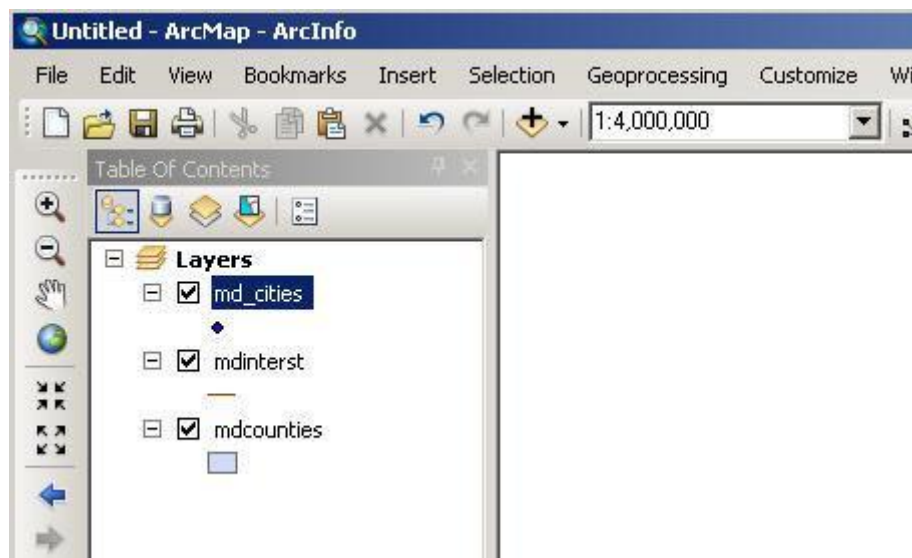 Untitled - ArcMap - ArcInfo
File Edit View Bookmarks Insert Selection Geoprocessing Customize Wi
1:4,000,000
Table Of Contents
Layers
md_cities
mdinterst
mdcounties